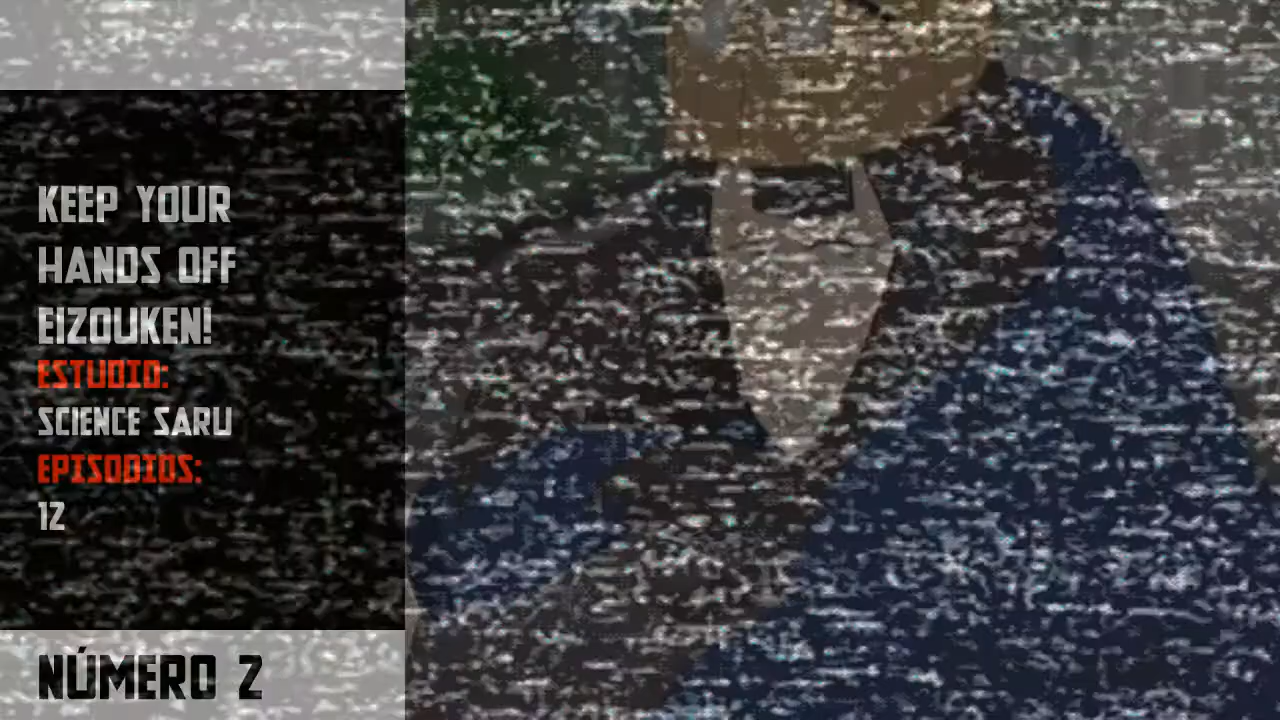 KEEP YOUR
HANDS OFF
EIZOUKEN!
ESTUDIO:
SCIENCE SARU
EPISODIOS:
12
NÚMERO 2